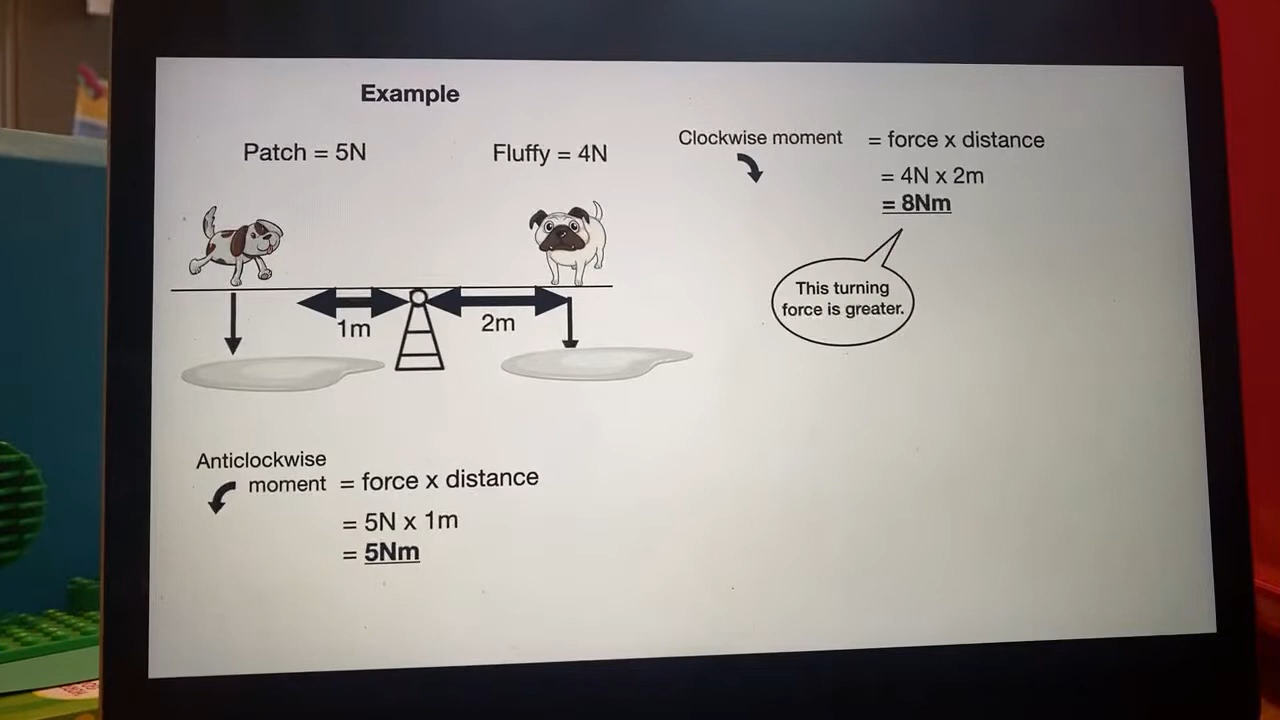 Example
Patch = 5N
Fluffy = 4N
1m
2m
Clockwise moment = force x distance
= 4N x 2m
= 8Nm
This turning
force is greater.
Anticlockwise
moment = force x distance
= 5N x 1m
= 5Nm